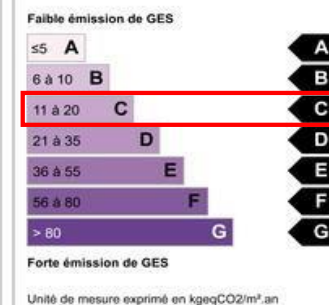 Faible émission de GES
≤5 A A
6 à 10 B B
11 à 20 C C
21 à 35 D D
36 à 55 E E
56 à 80 F F
> 80 G G
Forte émission de GES
Unité de mesure exprimé en kgeqCO2/m².an